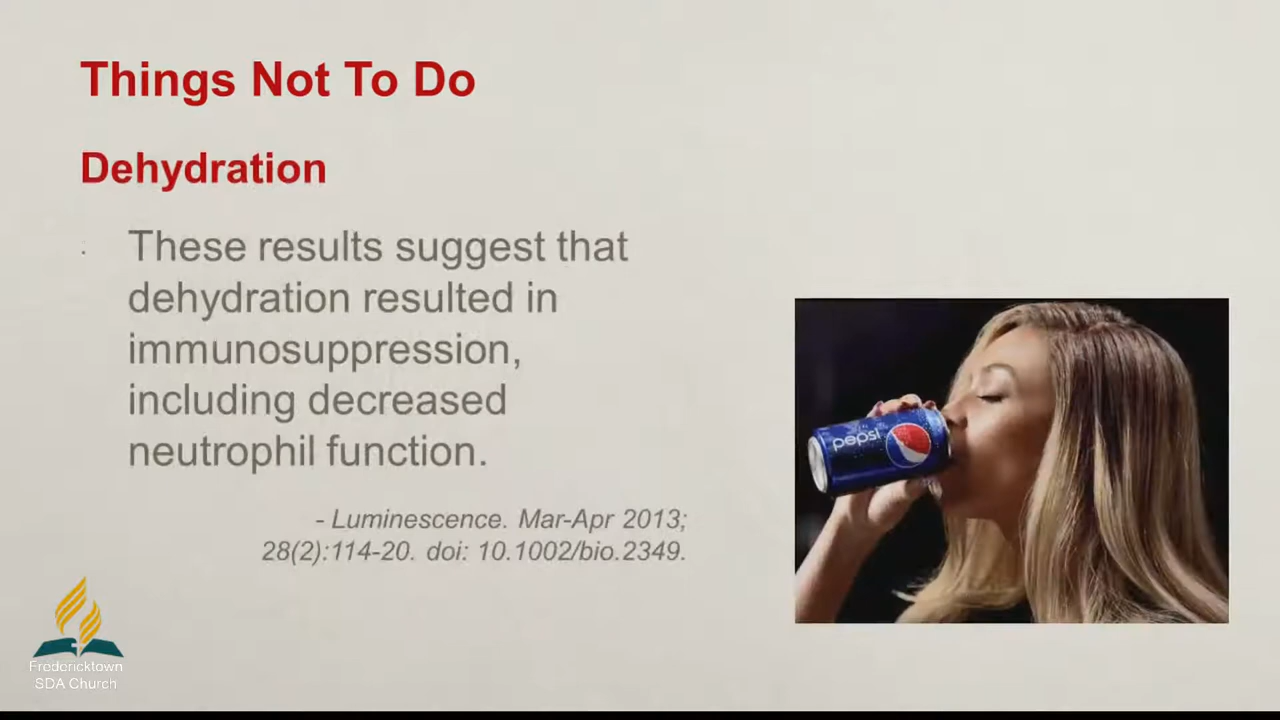 Things Not To Do
Dehydration
These results suggest that
dehydration resulted in
immunosuppression,
including decreased
neutrophil function.
- Luminescence. Mar-Apr 2013;
28(2):114-20. doi: 10.1002/bio.2349.
pepsi
Fredericktown
SDA Church